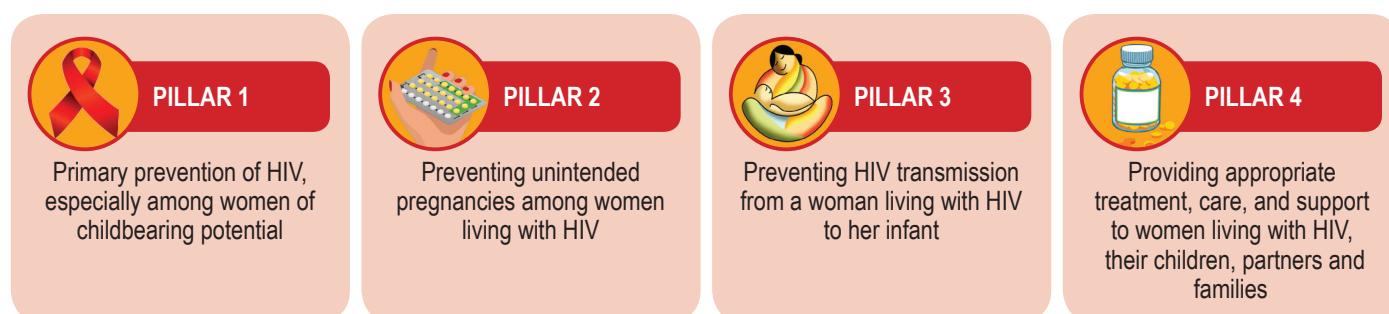 PILLAR 1
Primary prevention of HIV,
especially among women of
childbearing potential
PILLAR 2
Preventing unintended
pregnancies among women
living with HIV
PILLAR 3
Preventing HIV transmission
from a woman living with HIV
to her infant
PILLAR 4
Providing appropriate
treatment, care, and support
to women living with HIV,
their children, partners and
families